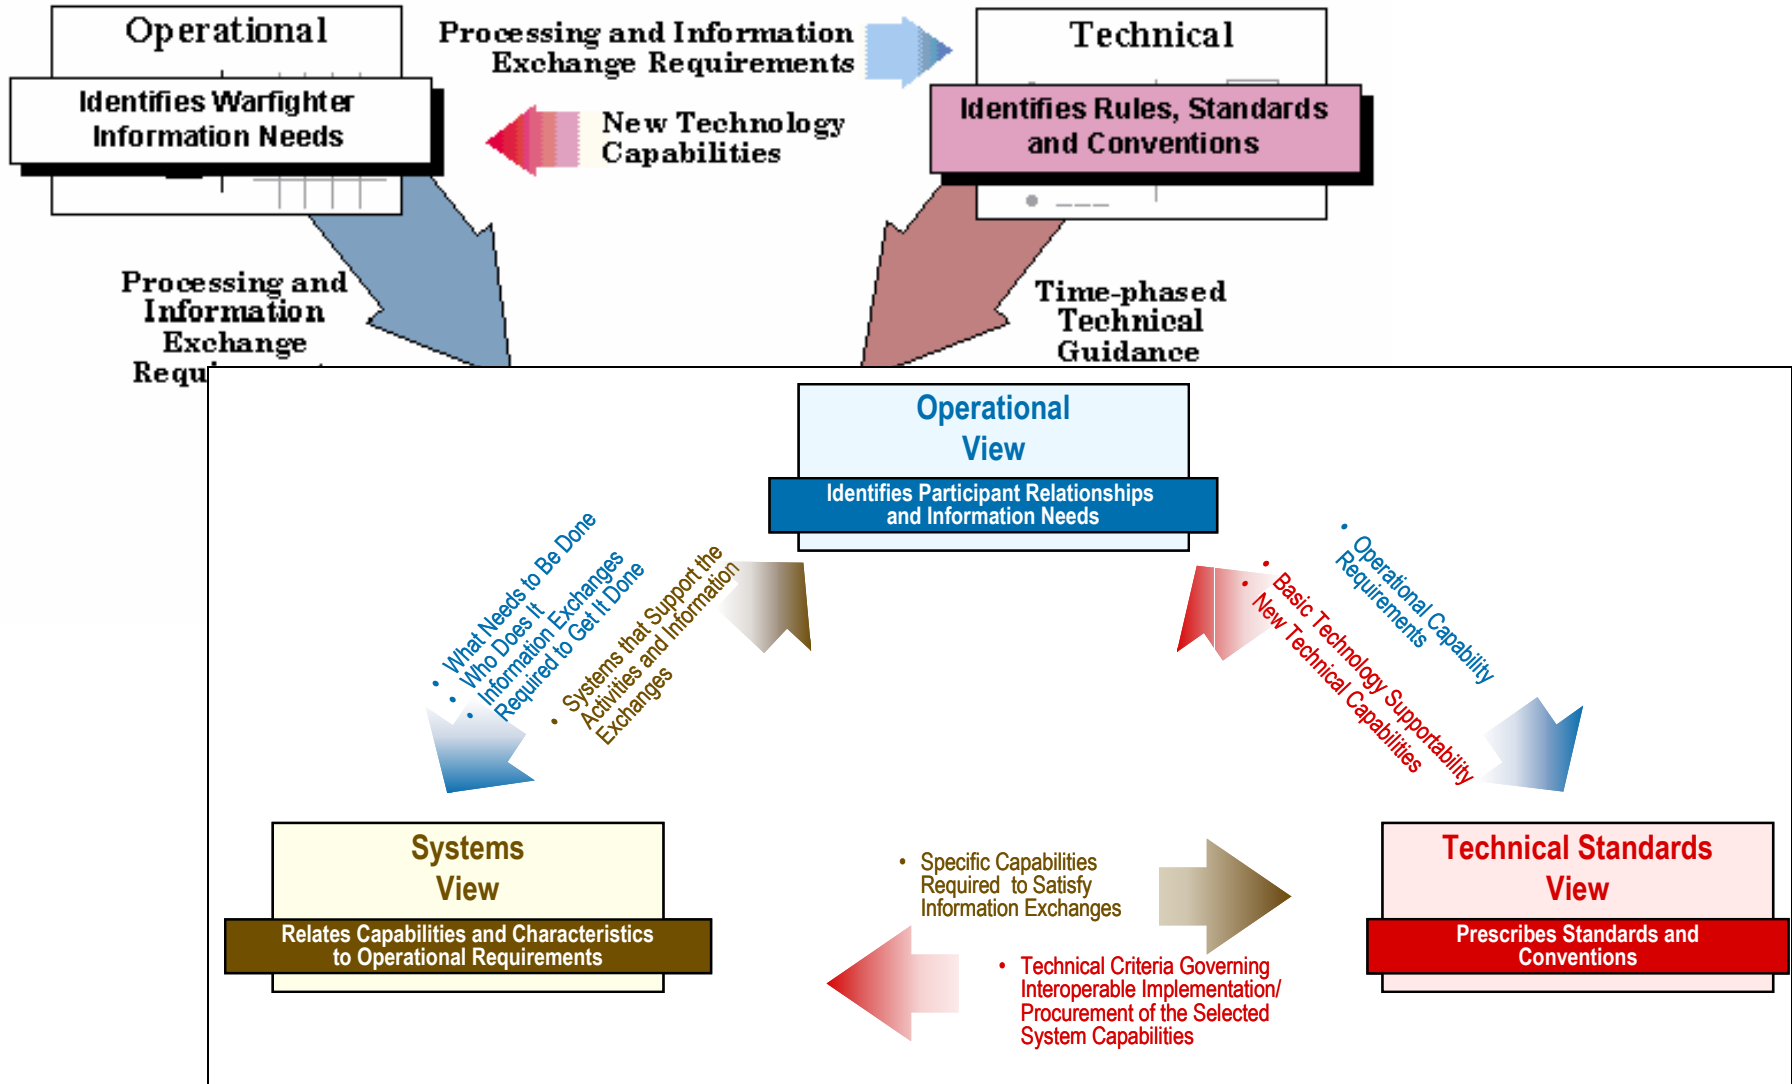 Operational
Identifies Warfighter
Information Needs
Processing and Information
Exchange Requirements
New Technology
Capabilities
Technical
Identifies Rules, Standards
and Conventions
Processing and
Information
Exchange
Time-phased
Technical
Guidance
Operational
View
Identifies Participant Relationships
and Information Needs
• What Needs to Be Done
• Who Does It
• Information Exchanges
Required to Get It Done
• Systems that Support the
Activities and Information
Exchanges
• Basic Technology Supportability
• New Technical Capabilities
• Operational Capability
Requirements
Systems
View
Relates Capabilities and Characteristics
to Operational Requirements
• Specific Capabilities
Required to Satisfy
Information Exchanges
• Technical Criteria Governing
Interoperable Implementation/
Procurement of the Selected
System Capabilities
Technical Standards
View
Prescribes Standards and
Conventions